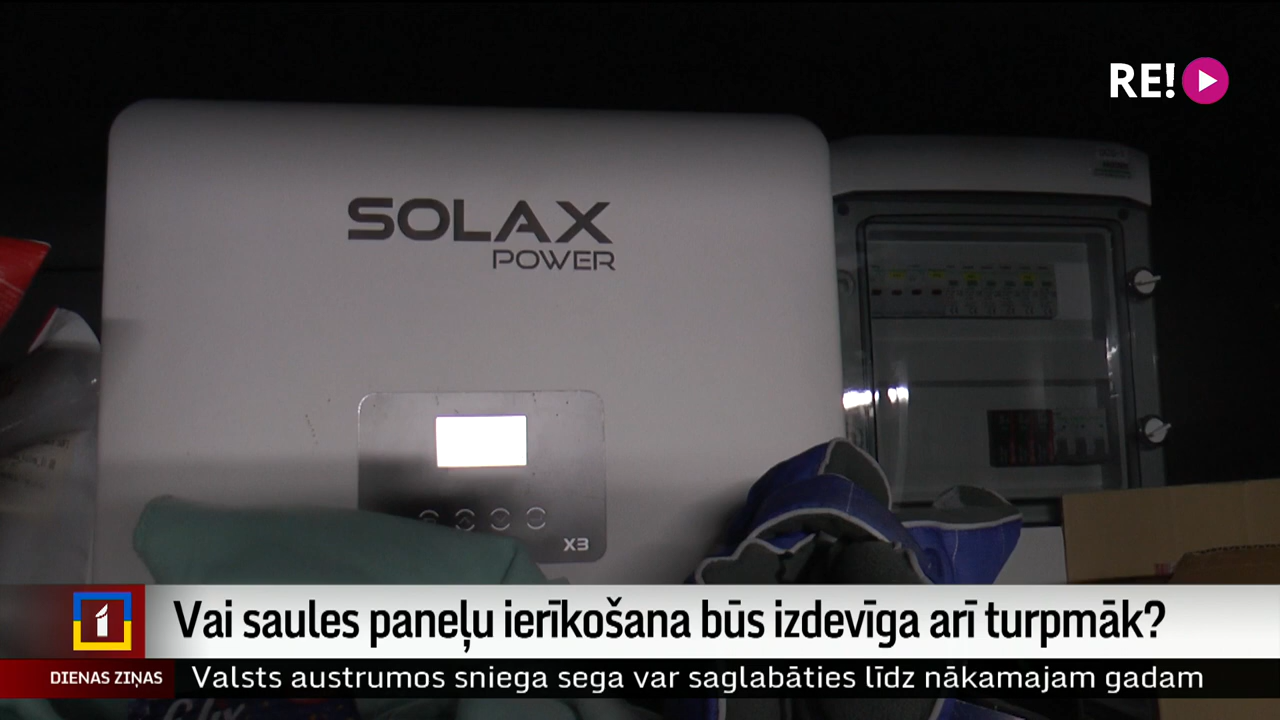 RE!
SOLAX
POWER
X3
1
Vai saules paneļu ierīkošana būs izdevīga arī turpmāk?
DIENAS ZIŅAS
Valsts austrumos sniega sega var saglabāties līdz nākamajam gadam